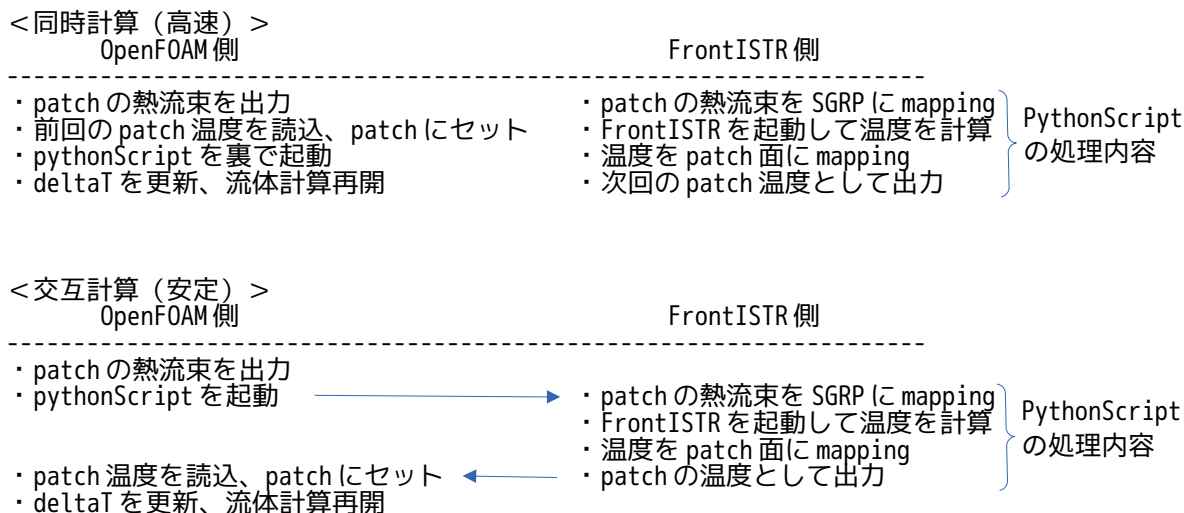 ＜同時計算（高速）＞
OpenFOAM側 FrontISTR側
---------------------------------------------------------------------
・patchの熱流束を出力 ・patchの熱流束をSGRPにmapping
・前回のpatch温度を読込、patchにセット ・FrontISTRを起動して温度を計算
・pythonScriptを裏で起動 ・温度をpatch面にmapping
・deltaTを更新、流体計算再開 ・次回のpatch温度として出力
PythonScript
の処理内容
＜交互計算（安定）＞
OpenFOAM側 FrontISTR側
---------------------------------------------------------------------
・patchの熱流束を出力
・pythonScriptを起動 ・patchの熱流束をSGRPにmapping
・FrontISTRを起動して温度を計算
・温度をpatch面にmapping
・patch温度を読込、patchにセット ・patchの温度として出力
・deltaTを更新、流体計算再開
PythonScript
の処理内容